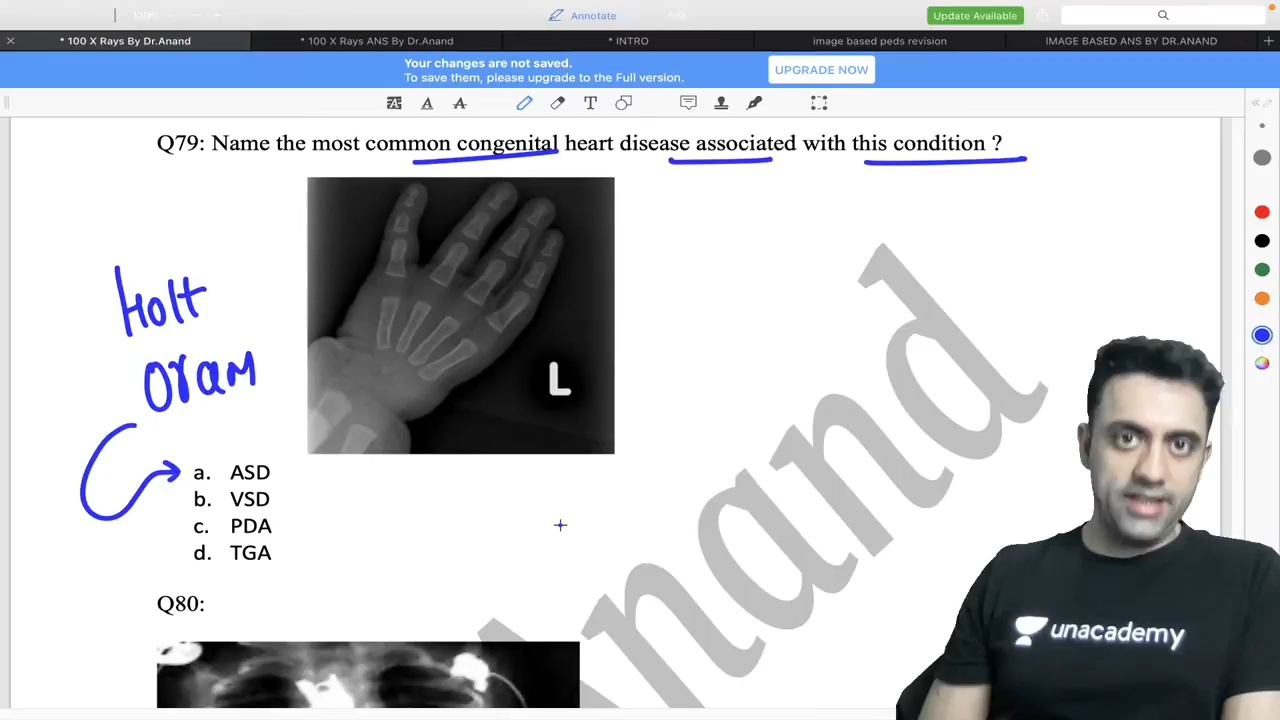 100%
Annotate
Edit
Update Available
* 100 X Rays By Dr.Anand
* 100 X Rays ANS By Dr.Anand
* INTRO
image based peds revision
IMAGE BASED ANS BY DR.ANAND
Your changes are not saved.
To save them, please upgrade to the Full version.
UPGRADE NOW
Q79: Name the most common congenital heart disease associated with this condition ?
L
Holt
Oram
a. ASD
b. VSD
c. PDA
d. TGA
Anand
Q80:
unacademy